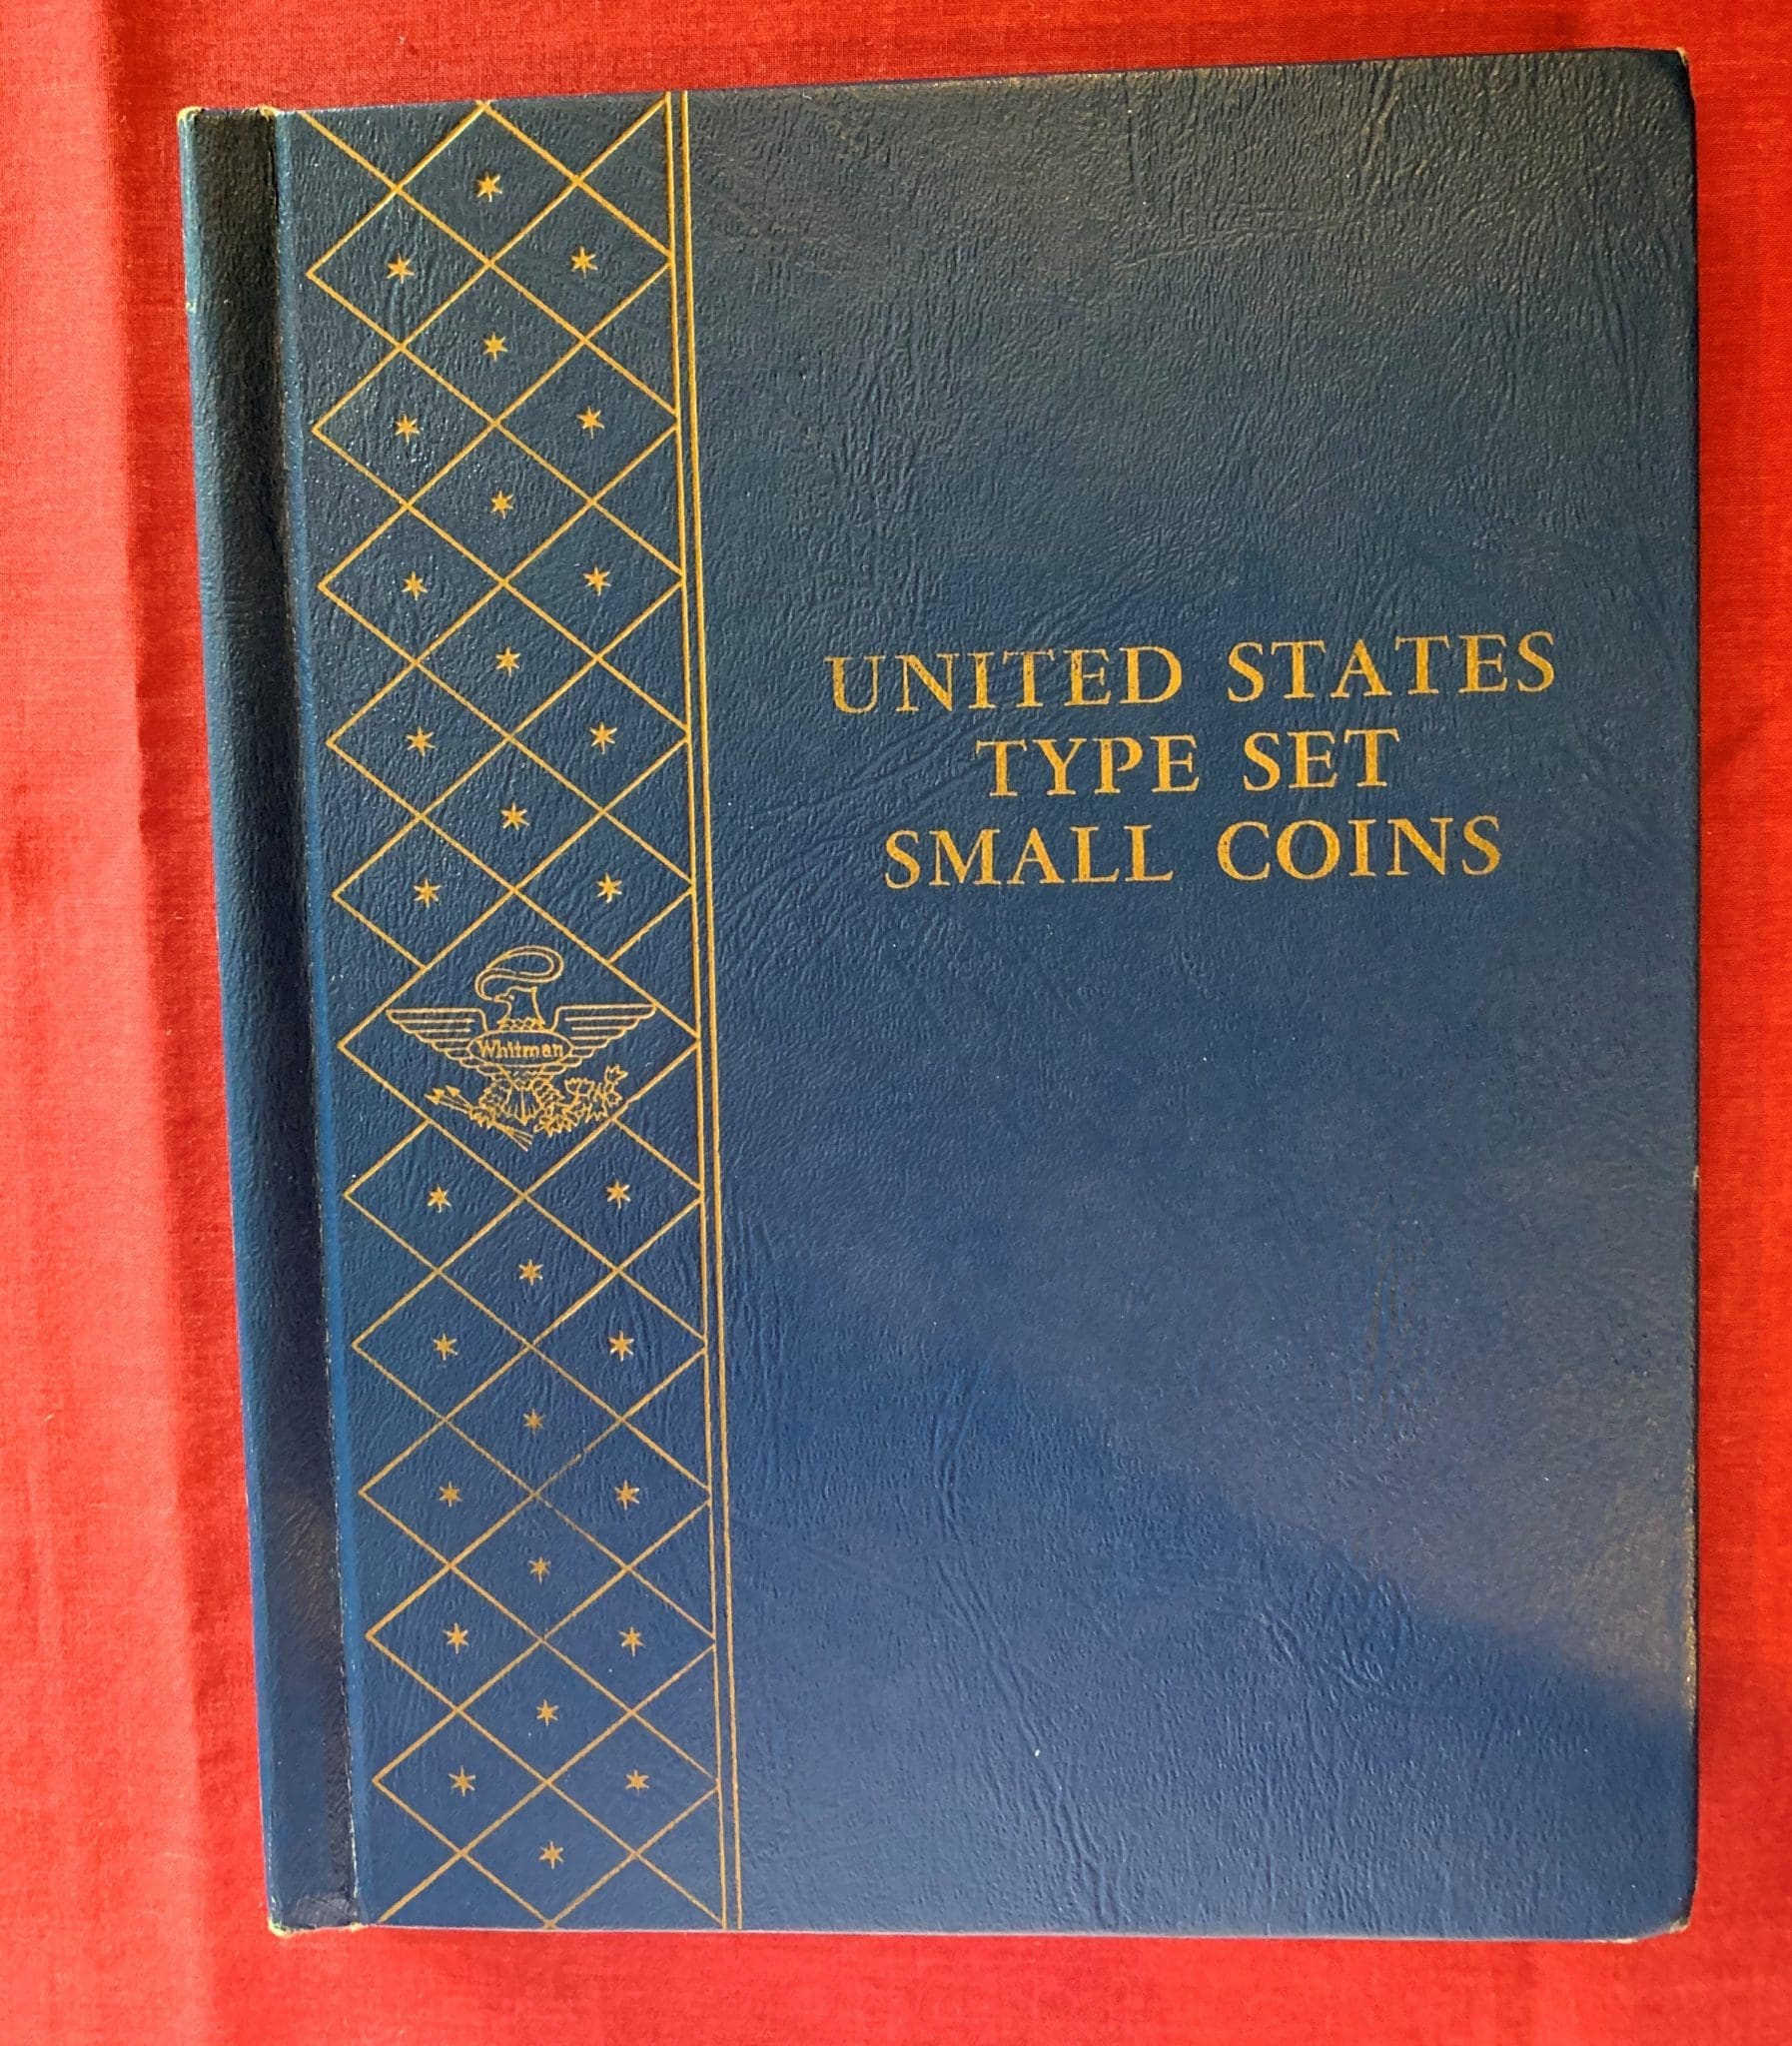 UNITED STATES
TYPE SET
SMALL COINS
Whitman